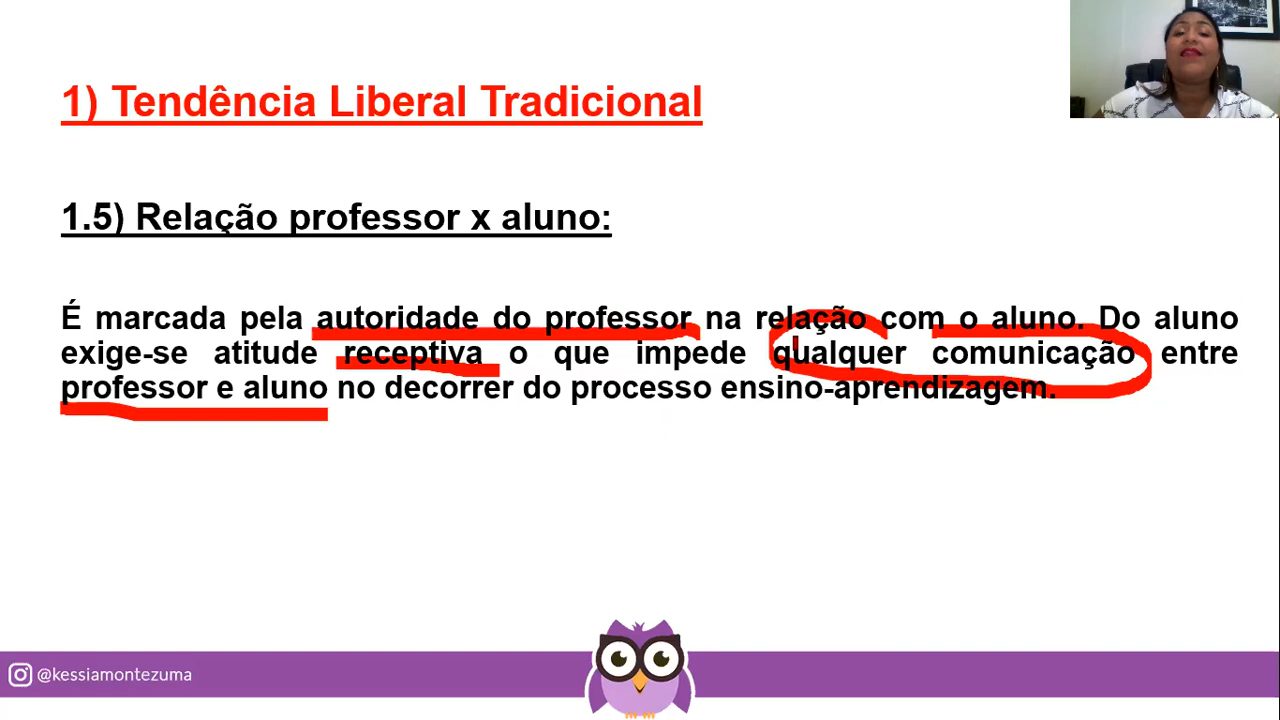 1) Tendência Liberal Tradicional
1.5) Relação professor x aluno:
É marcada pela autoridade do professor na relação com o aluno. Do aluno
exige-se atitude receptiva o que impede qualquer comunicação entre
professor e aluno no decorrer do processo ensino-aprendizagem.
@kessiamontezuma